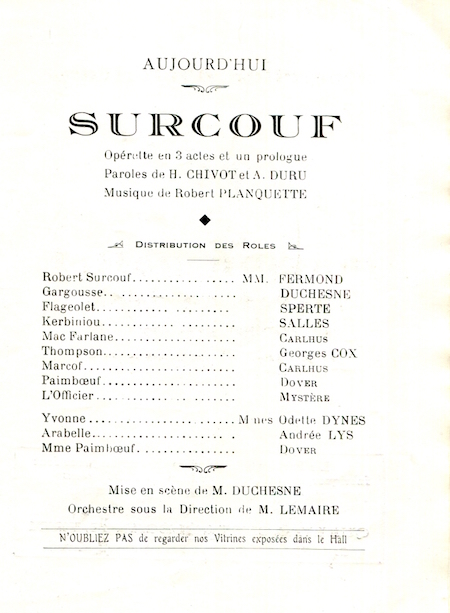 AUJOURD'HUI
SURCOUF
Opérette en 3 actes et un prologue
Paroles de H. CHIVOT et A. DURU
Musique de Robert PLANQUETTE
DISTRIBUTION DES ROLES
Robert Surcouf.......... ..... MM. FERMOND
Gargousse.. .............. ...... DUCHESNE
Flageolet........... ......... SPERTE
Kerbiniou...................... SALLES
Mac Farlane.................... CARLHUS
Thompson...................... Georges COX
Marcof......................... CARLHUS
Paimbœuf...................... DOVER
L'Officier ..................... MYSTÈRE
Yvonne ................. ...... Mmes Odette DYNES
Arabelle..................... . Andrée LYS
Mme Paimbœuf................ DOVER
Mise en scène de M. DUCHESNE
Orchestre sous la Direction de M. LEMAIRE
N'OUBLIEZ PAS de regarder nos Vitrines exposées dans le Hall